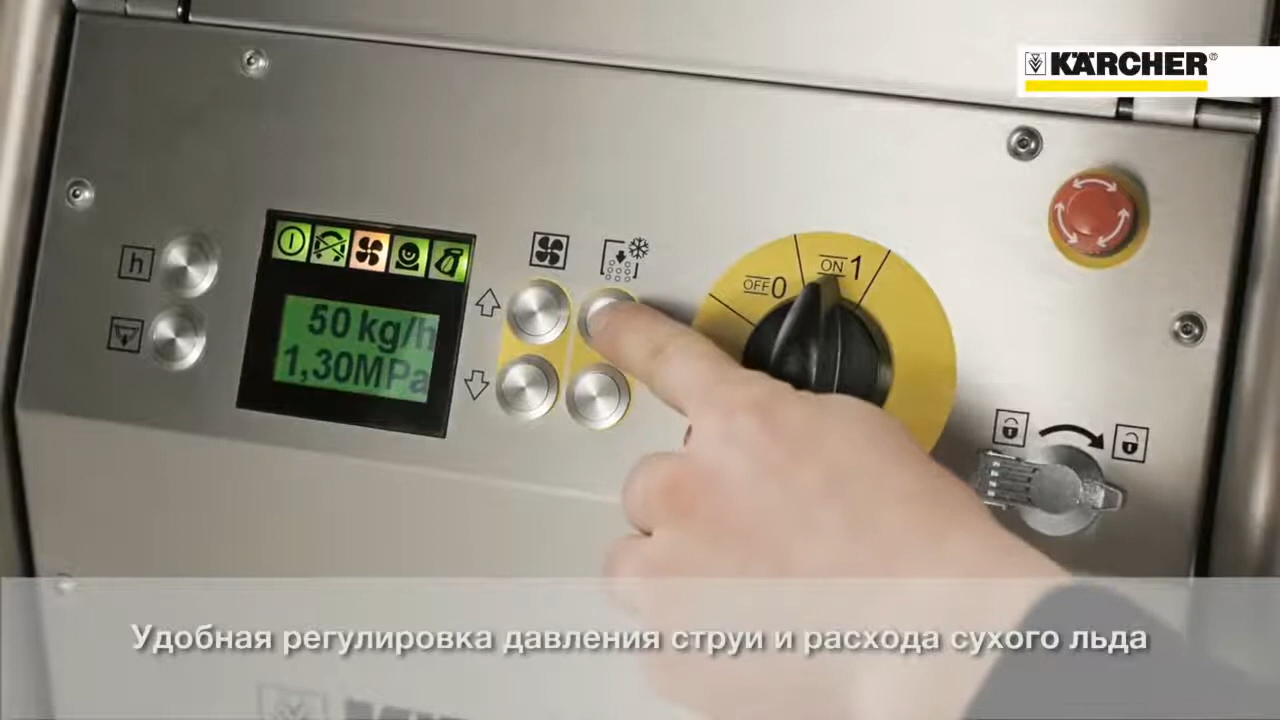 KÄRCHER®
h
50 kg/h
1,30MPa
OFF 0
ON 1
Удобная регулировка давления струи и расхода сухого льда